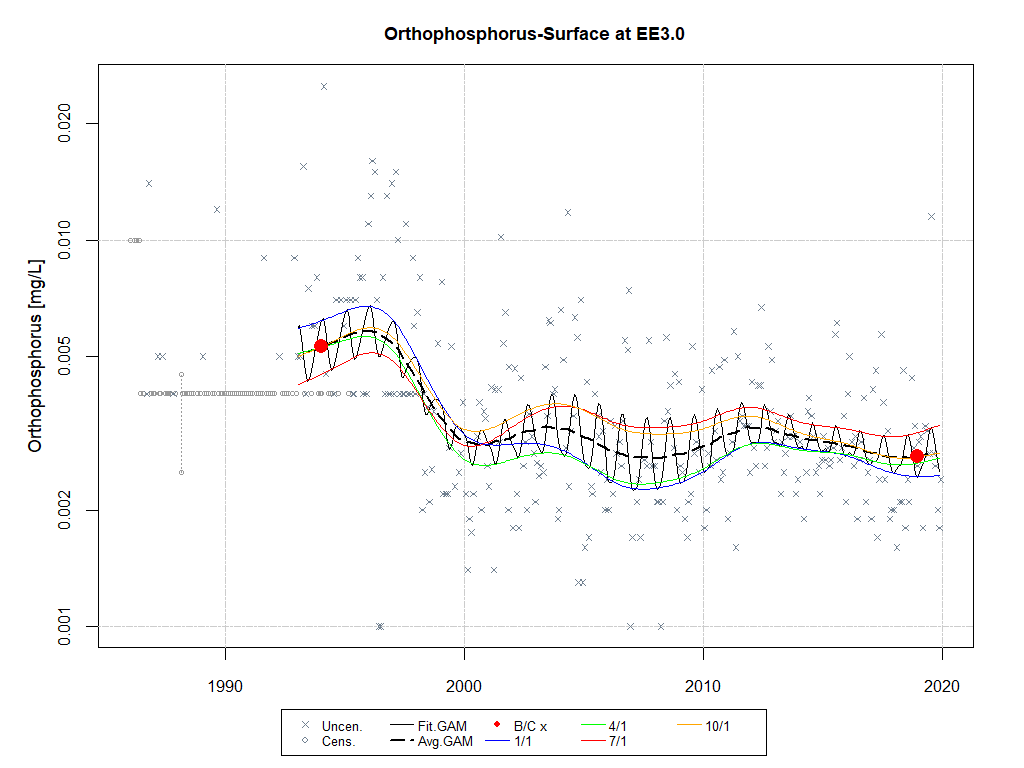 Orthophosphorus-Surface at EE3.0
Orthophosphorus [mg/L]
0.020
0.010
0.005
0.002
0.001
1990 2000 2010 2020
Uncen. Fit.GAM B/C x 4/1 10/1
Cens. Avg.GAM 1/1 7/1